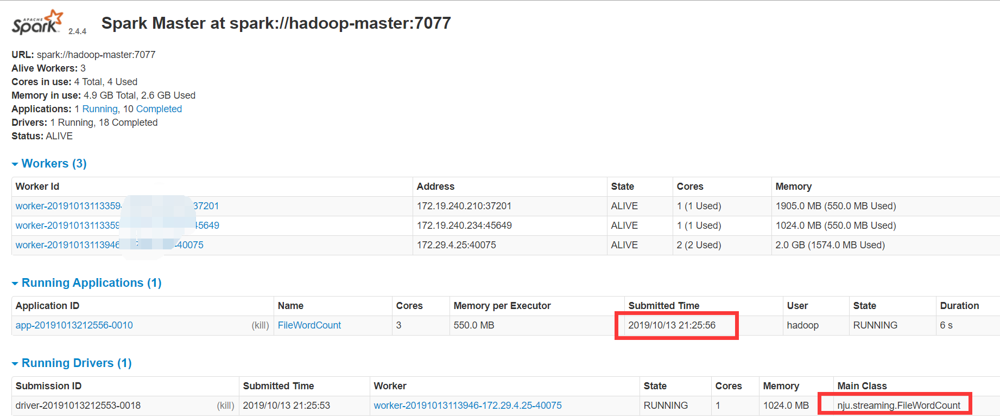 APACHE
Spark 2.4.4 Spark Master at spark://hadoop-master:7077
URL: spark://hadoop-master:7077
Alive Workers: 3
Cores in use: 4 Total, 4 Used
Memory in use: 4.9 GB Total, 2.6 GB Used
Applications: 1 Running, 10 Completed
Drivers: 1 Running, 18 Completed
Status: ALIVE
Workers (3)
Worker Id Address State Cores Memory
worker-20191013113359- 37201 172.19.240.210:37201 ALIVE 1 (1 Used) 1905.0 MB (550.0 MB Used)
worker-20191013113359 45649 172.19.240.234:45649 ALIVE 1 (1 Used) 1024.0 MB (550.0 MB Used)
worker-20191013113946 -40075 172.29.4.25:40075 ALIVE 2 (2 Used) 2.0 GB (1574.0 MB Used)
Running Applications (1)
Application ID Name Cores Memory per Executor Submitted Time User State Duration
app-20191013212556-0010 (kill) FileWordCount 3 550.0 MB 2019/10/13 21:25:56 hadoop RUNNING 6 s
Running Drivers (1)
Submission ID Submitted Time Worker State Cores Memory Main Class
driver-20191013212553-0018 (kill) 2019/10/13 21:25:53 worker-20191013113946-172.29.4.25-40075 RUNNING 1 1024.0 MB nju.streaming.FileWordCount